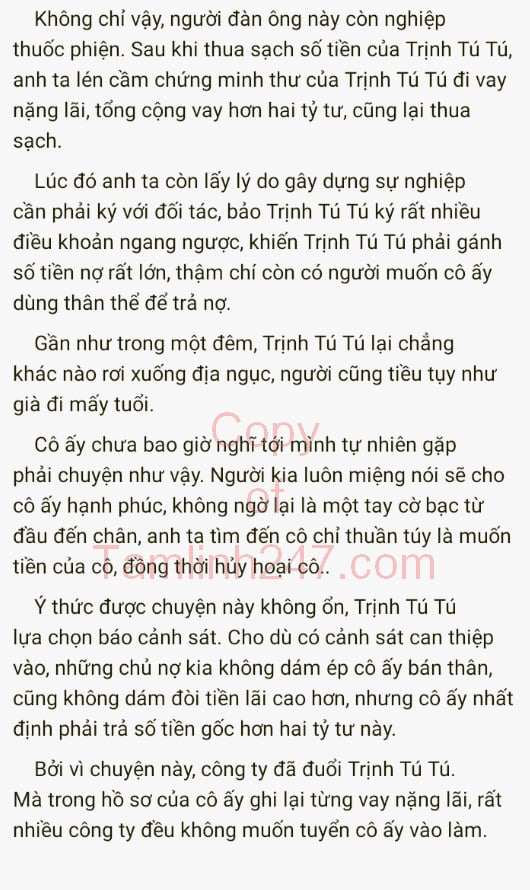 Không chỉ vậy, người đàn ông này còn nghiệp
thuốc phiện. Sau khi thua sạch số tiền của Trịnh Tú Tú,
anh ta lén cầm chứng minh thư của Trịnh Tú Tú đi vay
nặng lãi, tổng cộng vay hơn hai tỷ tư, cũng lại thua
sạch.
Lúc đó anh ta còn lấy lý do gây dựng sự nghiệp
cần phải ký với đối tác, bảo Trịnh Tú Tú ký rất nhiều
điều khoản ngang ngược, khiến Trịnh Tú Tú phải gánh
số tiền nợ rất lớn, thậm chí còn có người muốn cô ấy
dùng thân thể để trả nợ.
Gần như trong một đêm, Trịnh Tú Tú lại chẳng
khác nào rơi xuống địa ngục, người cũng tiều tụy như
già đi mấy tuổi.
Cô ấy chưa bao giờ nghĩ tới mình tự nhiên gặp
phải chuyện như vậy. Người kia luôn miệng nói sẽ cho
cô ấy hạnh phúc, không ngờ lại là một tay cờ bạc từ
đầu đến chân, anh ta tìm đến cô chỉ thuần túy là muốn
tiền của cô, đồng thời hủy hoại cô..
Ý thức được chuyện này không ổn, Trịnh Tú Tú
lựa chọn báo cảnh sát. Cho dù có cảnh sát can thiệp
vào, những chủ nợ kia không dám ép cô ấy bán thân,
cũng không dám đòi tiền lãi cao hơn, nhưng cô ấy nhất
định phải trả số tiền gốc hơn hai tỷ tư này.
Bởi vì chuyện này, công ty đã đuổi Trịnh Tú Tú.
Mà trong hồ sơ của cô ấy ghi lại từng vay nặng lãi, rất
nhiều công ty đều không muốn tuyển cô ấy vào làm.
Copy
of
Tamlinh247.com